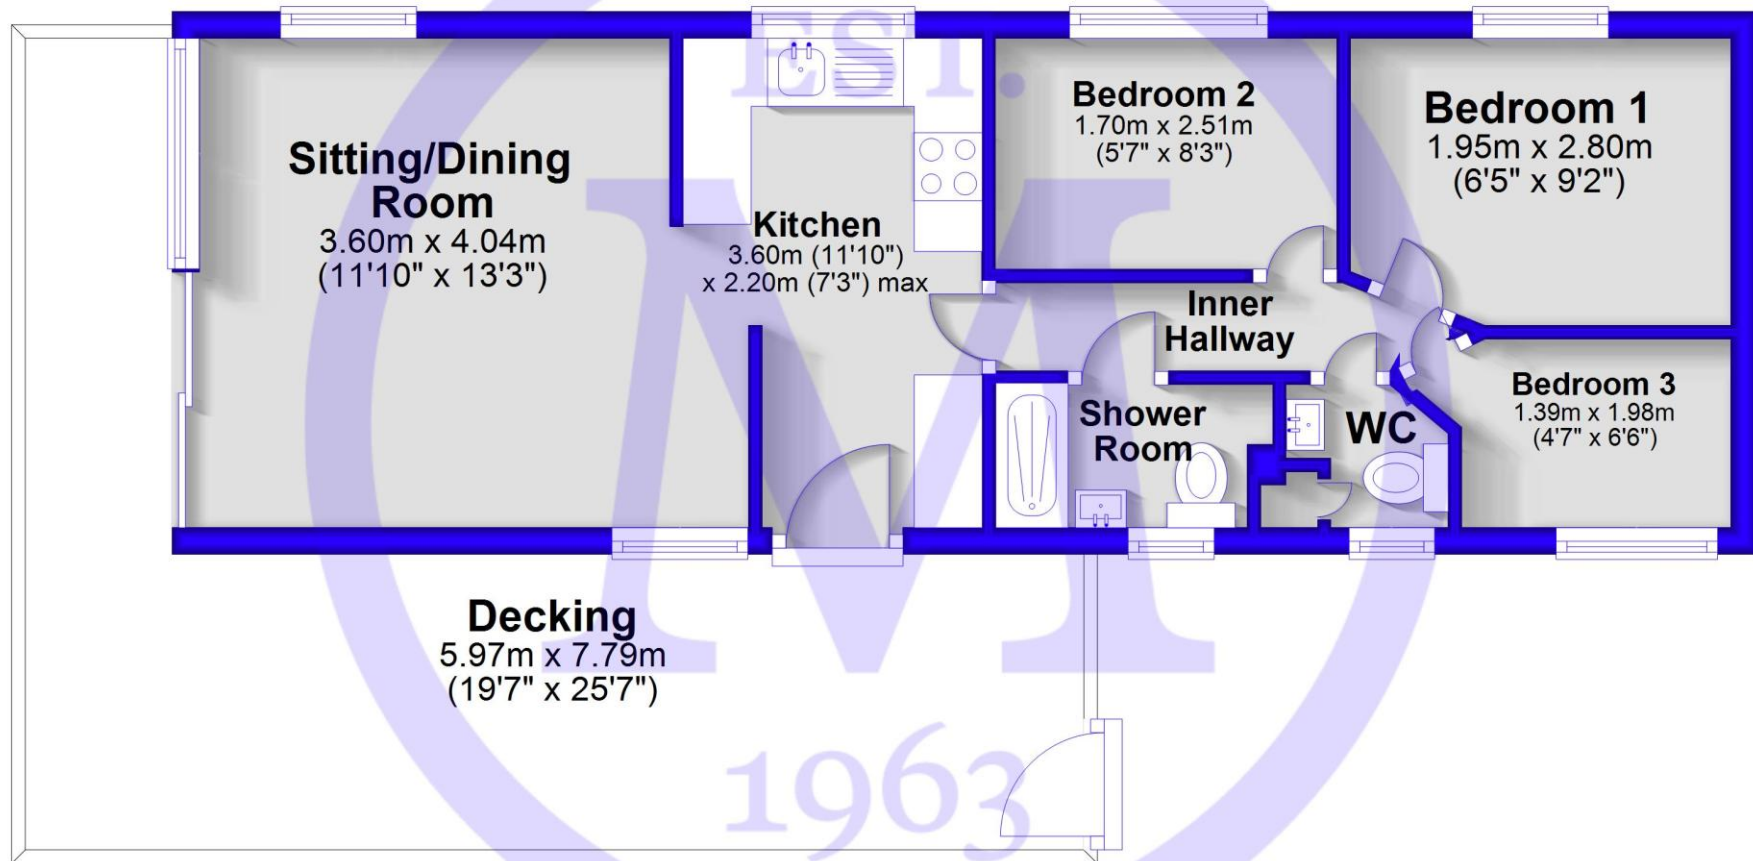 EST.
Sitting/Dining
Room
3.60m x 4.04m
(11'10" x 13'3")
Kitchen
3.60m (11'10")
x 2.20m (7'3") max
Bedroom 2
1.70m x 2.51m
(5'7" x 8'3")
Bedroom 1
1.95m x 2.80m
(6'5" x 9'2")
Inner
Hallway
Bedroom 3
1.39m x 1.98m
(4'7" x 6'6")
Shower
Room
WC
M
Decking
5.97m x 7.79m
(19'7" x 25'7")
1963